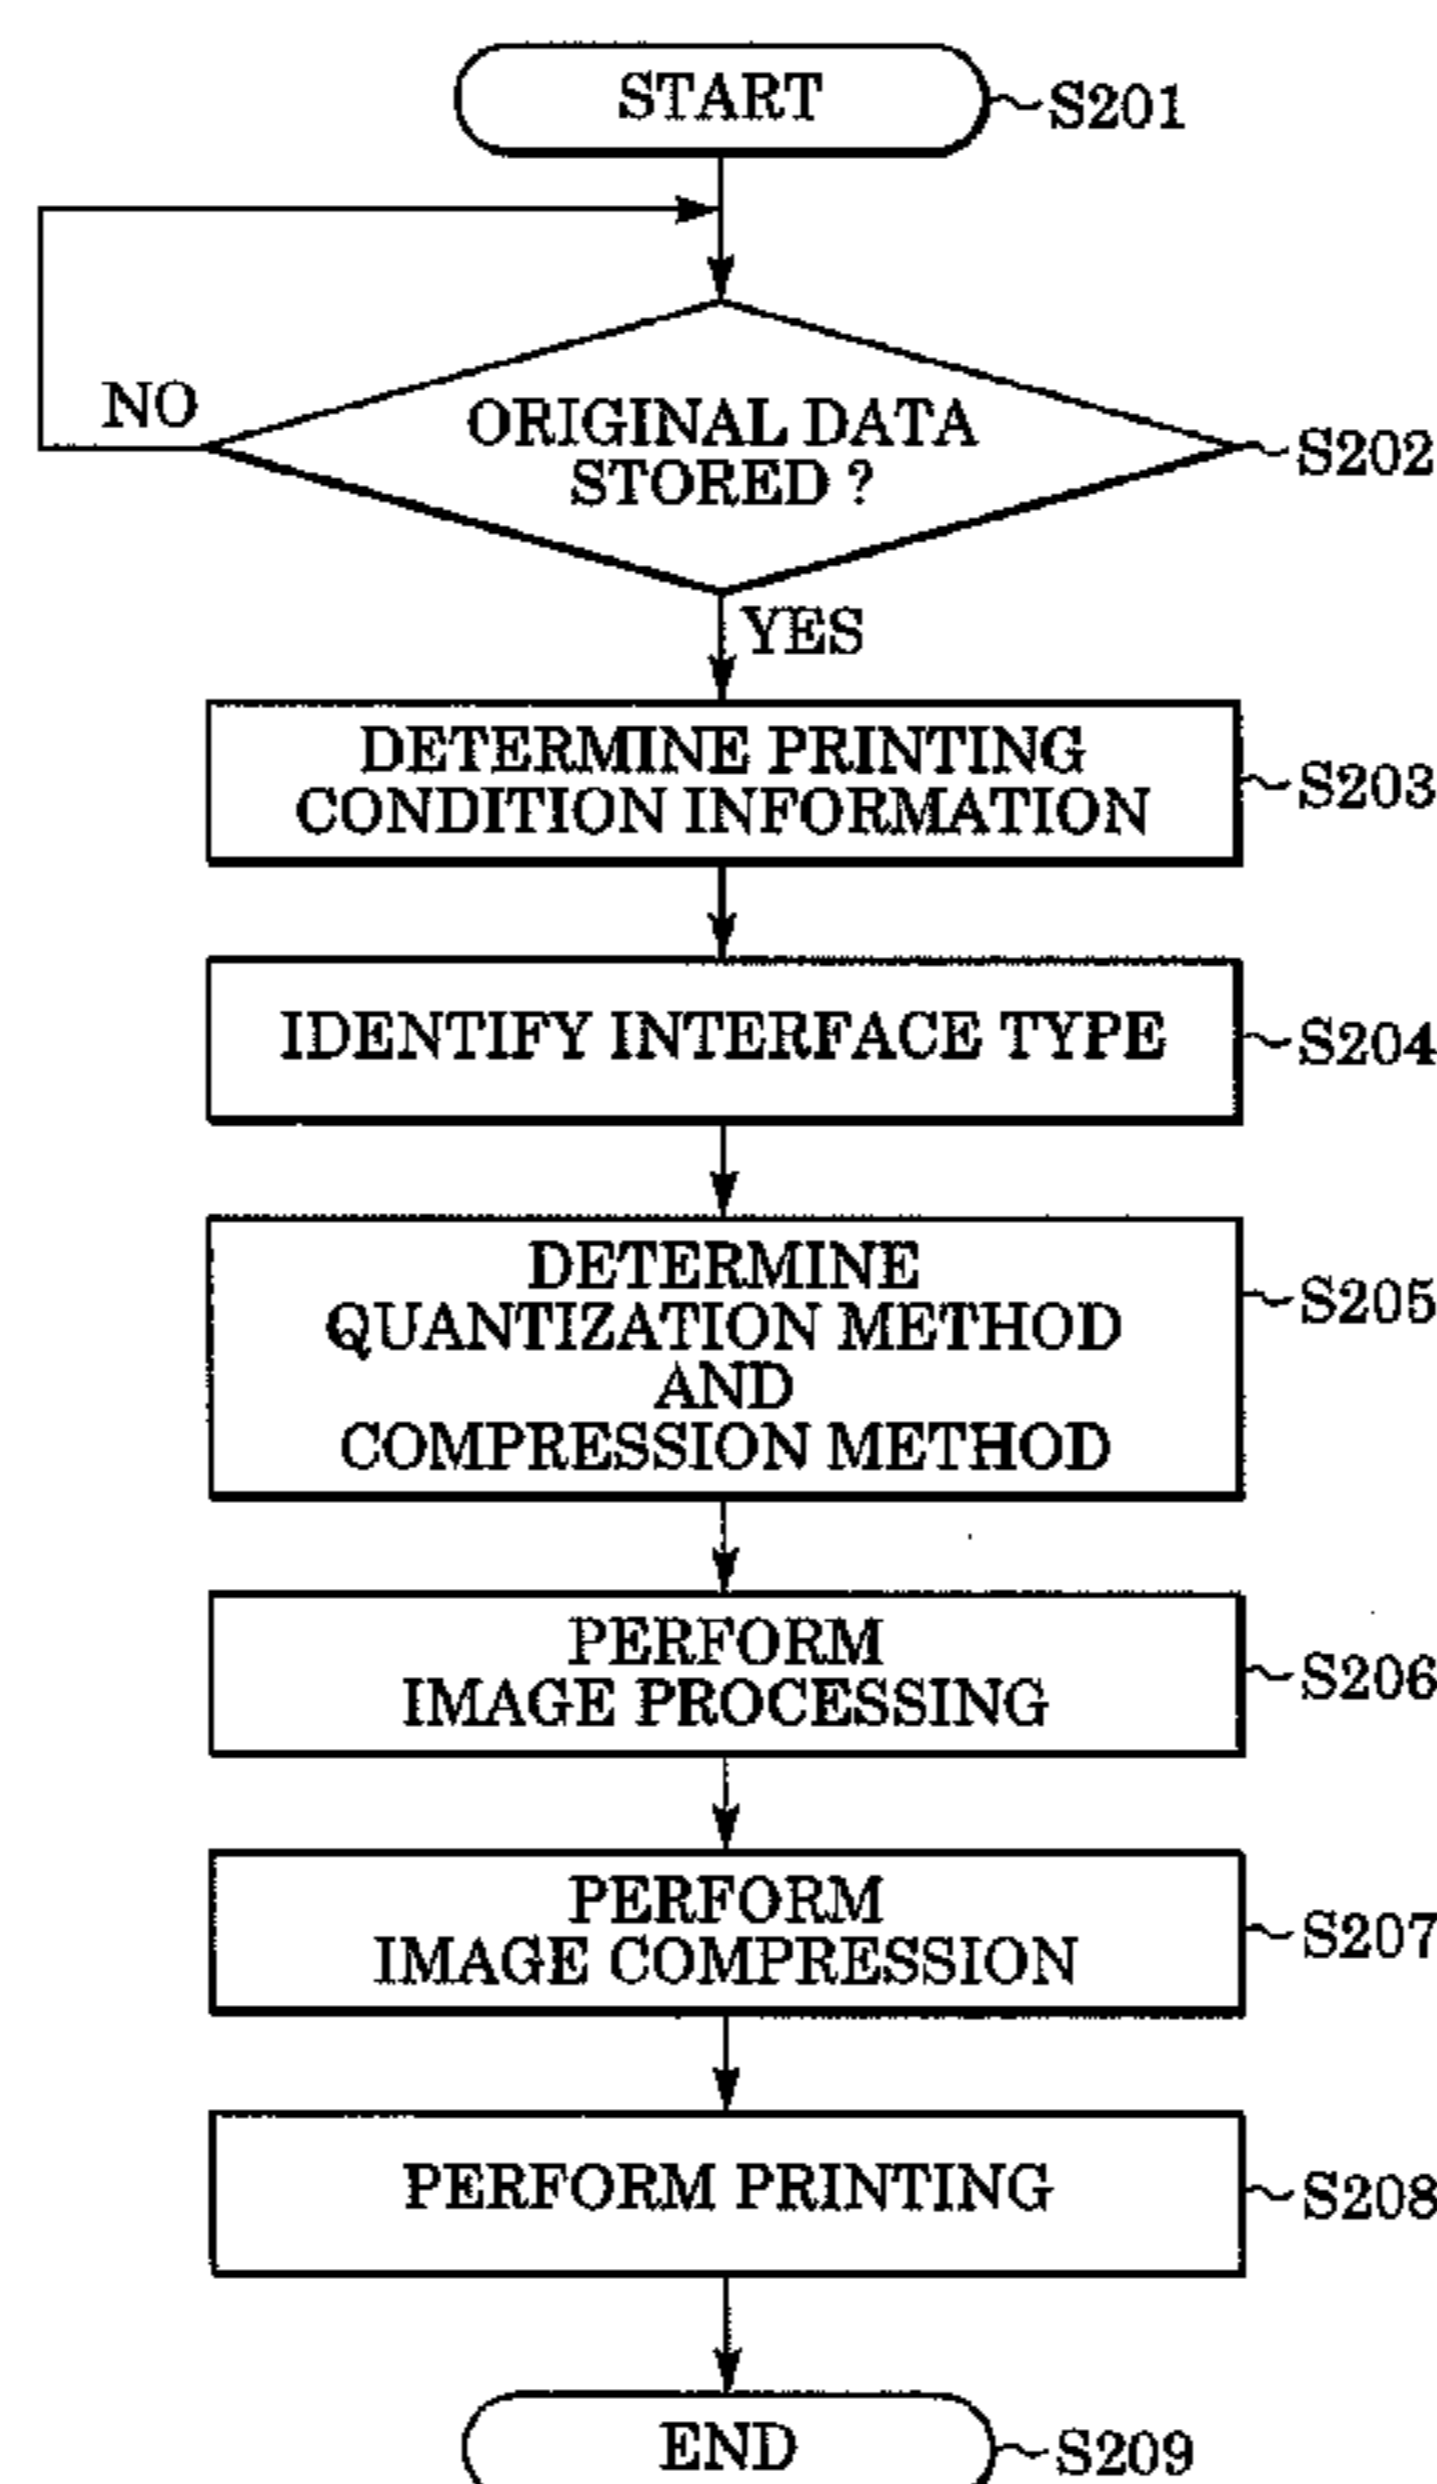 START
S201
NO
ORIGINAL DATA
STORED ?
S202
YES
DETERMINE PRINTING
CONDITION INFORMATION
S203
IDENTIFY INTERFACE TYPE
S204
DETERMINE
QUANTIZATION METHOD
AND
COMPRESSION METHOD
S205
PERFORM
IMAGE PROCESSING
S206
PERFORM
IMAGE COMPRESSION
S207
PERFORM PRINTING
S208
END
S209